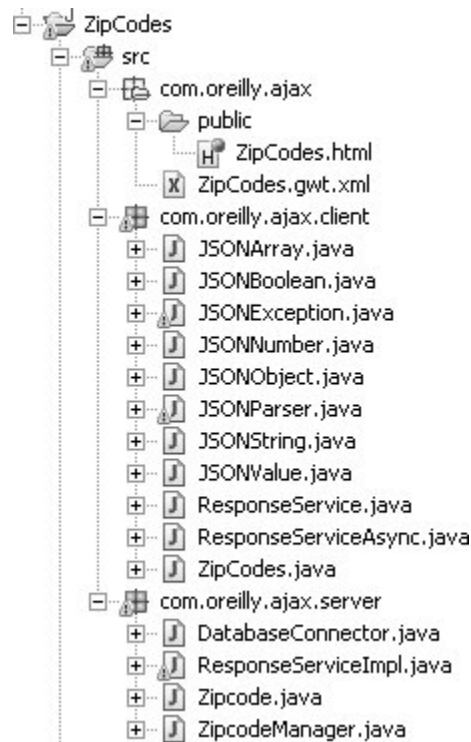 ZipCodes
src
com.oreilly.ajax
public
H ZipCodes.html
X ZipCodes.gwt.xml
com.oreilly.ajax.client
J JSONArray.java
J JSONBoolean.java
J JSONException.java
J JSONNumber.java
J JSONObject.java
J JSONParser.java
J JSONString.java
J JSONValue.java
J ResponseService.java
J ResponseServiceAsync.java
J ZipCodes.java
com.oreilly.ajax.server
J DatabaseConnector.java
J ResponseServiceImpl.java
J Zipcode.java
J ZipcodeManager.java